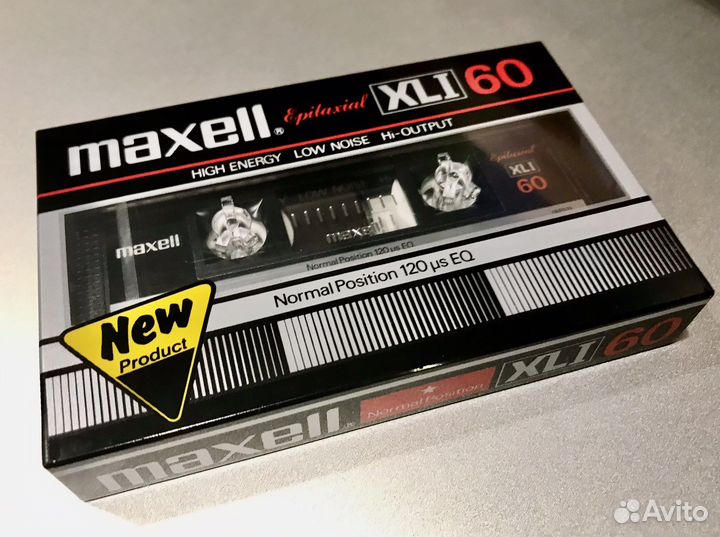 maxell® Epitaxial XLI 60
HIGH ENERGY LOW NOISE Hi-OUTPUT
maxell
maxell
Epitaxial
XLI
60
Normal Position 120 μs EQ
Normal Position 120 μs EQ
New
Product
maxell® Normal Position XLI 60
Avito